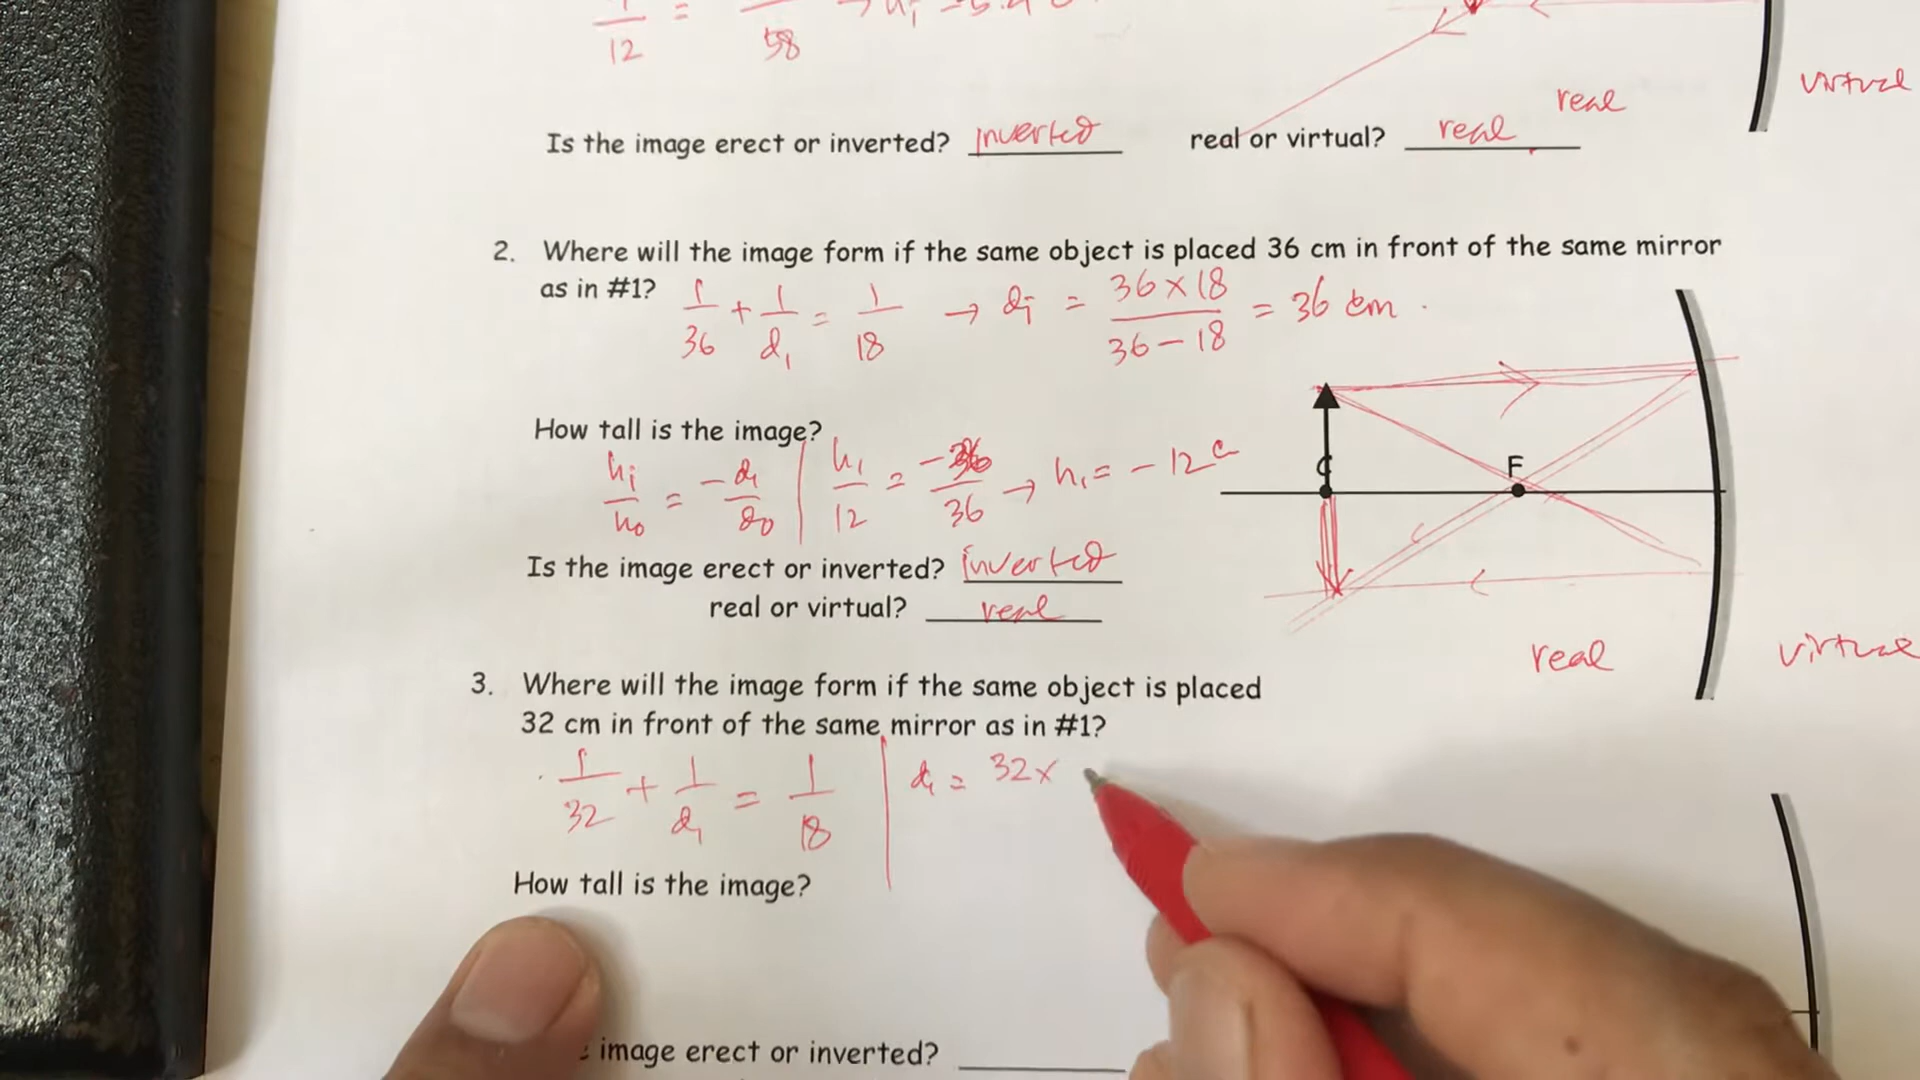 12 = 58
Is the image erect or inverted? inverted real or virtual? real
real
virtual
2. Where will the image form if the same object is placed 36 cm in front of the same mirror
as in #1? 1/36 + 1/di = 1/18 → di = 36×18/36−18 = 36 cm.
How tall is the image?
hi/ho = −di/do | hi/12 = −36/36 → hi = −12 c
C F
Is the image erect or inverted? inverted
real or virtual? real
real virtual
3. Where will the image form if the same object is placed
32 cm in front of the same mirror as in #1?
1/32 + 1/di = 1/18 | di = 32×
How tall is the image?
image erect or inverted?